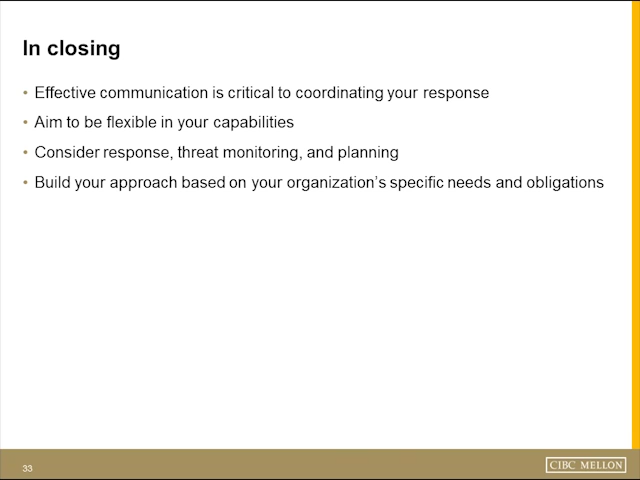 In closing
• Effective communication is critical to coordinating your response
• Aim to be flexible in your capabilities
• Consider response, threat monitoring, and planning
• Build your approach based on your organization's specific needs and obligations
33
CIBC MELLON